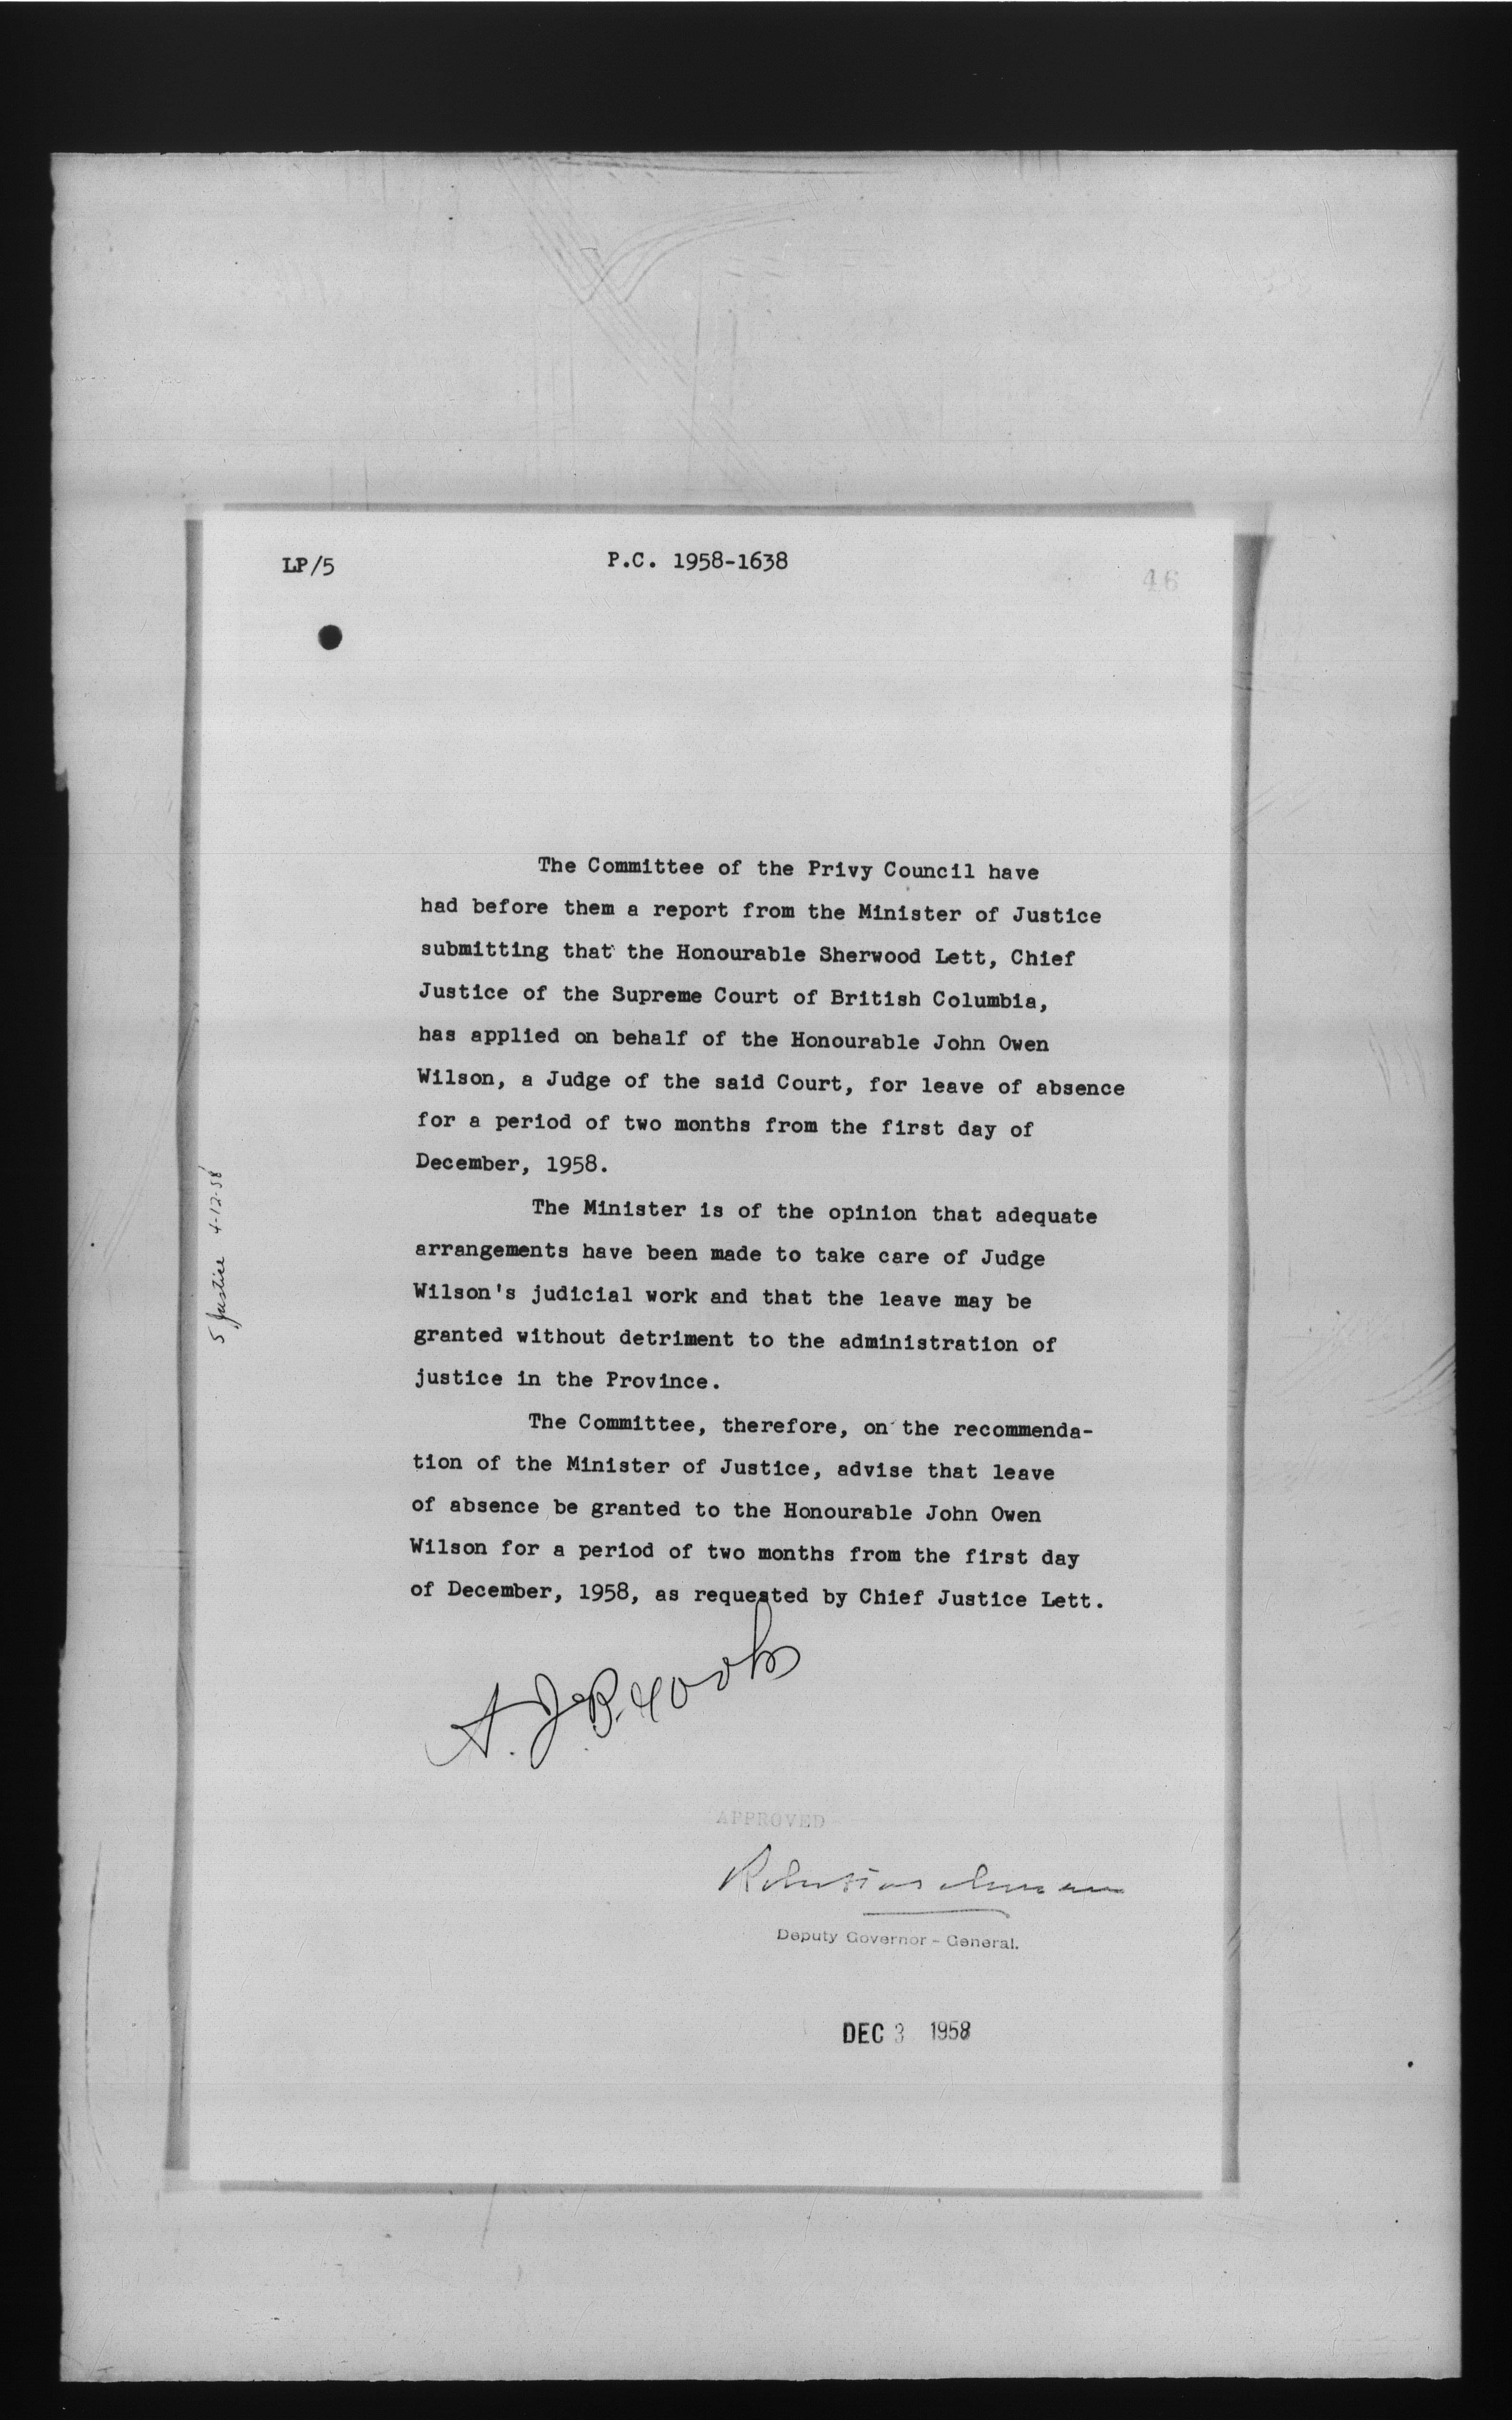 LP/5
P.C. 1958-1638
46
The Committee of the Privy Council have
had before them a report from the Minister of Justice
submitting that the Honourable Sherwood Lett, Chief
Justice of the Supreme Court of British Columbia,
has applied on behalf of the Honourable John Owen
Wilson, a Judge of the said Court, for leave of absence
for a period of two months from the first day of
December, 1958.
The Minister is of the opinion that adequate
arrangements have been made to take care of Judge
Wilson's judicial work and that the leave may be
granted without detriment to the administration of
justice in the Province.
The Committee, therefore, on the recommenda-
tion of the Minister of Justice, advise that leave
of absence be granted to the Honourable John Owen
Wilson for a period of two months from the first day
of December, 1958, as requested by Chief Justice Lett.
5 Justice 4-12-58
A. J. Brooks
APPROVED
Deputy Governor - General.
DEC 3 1958